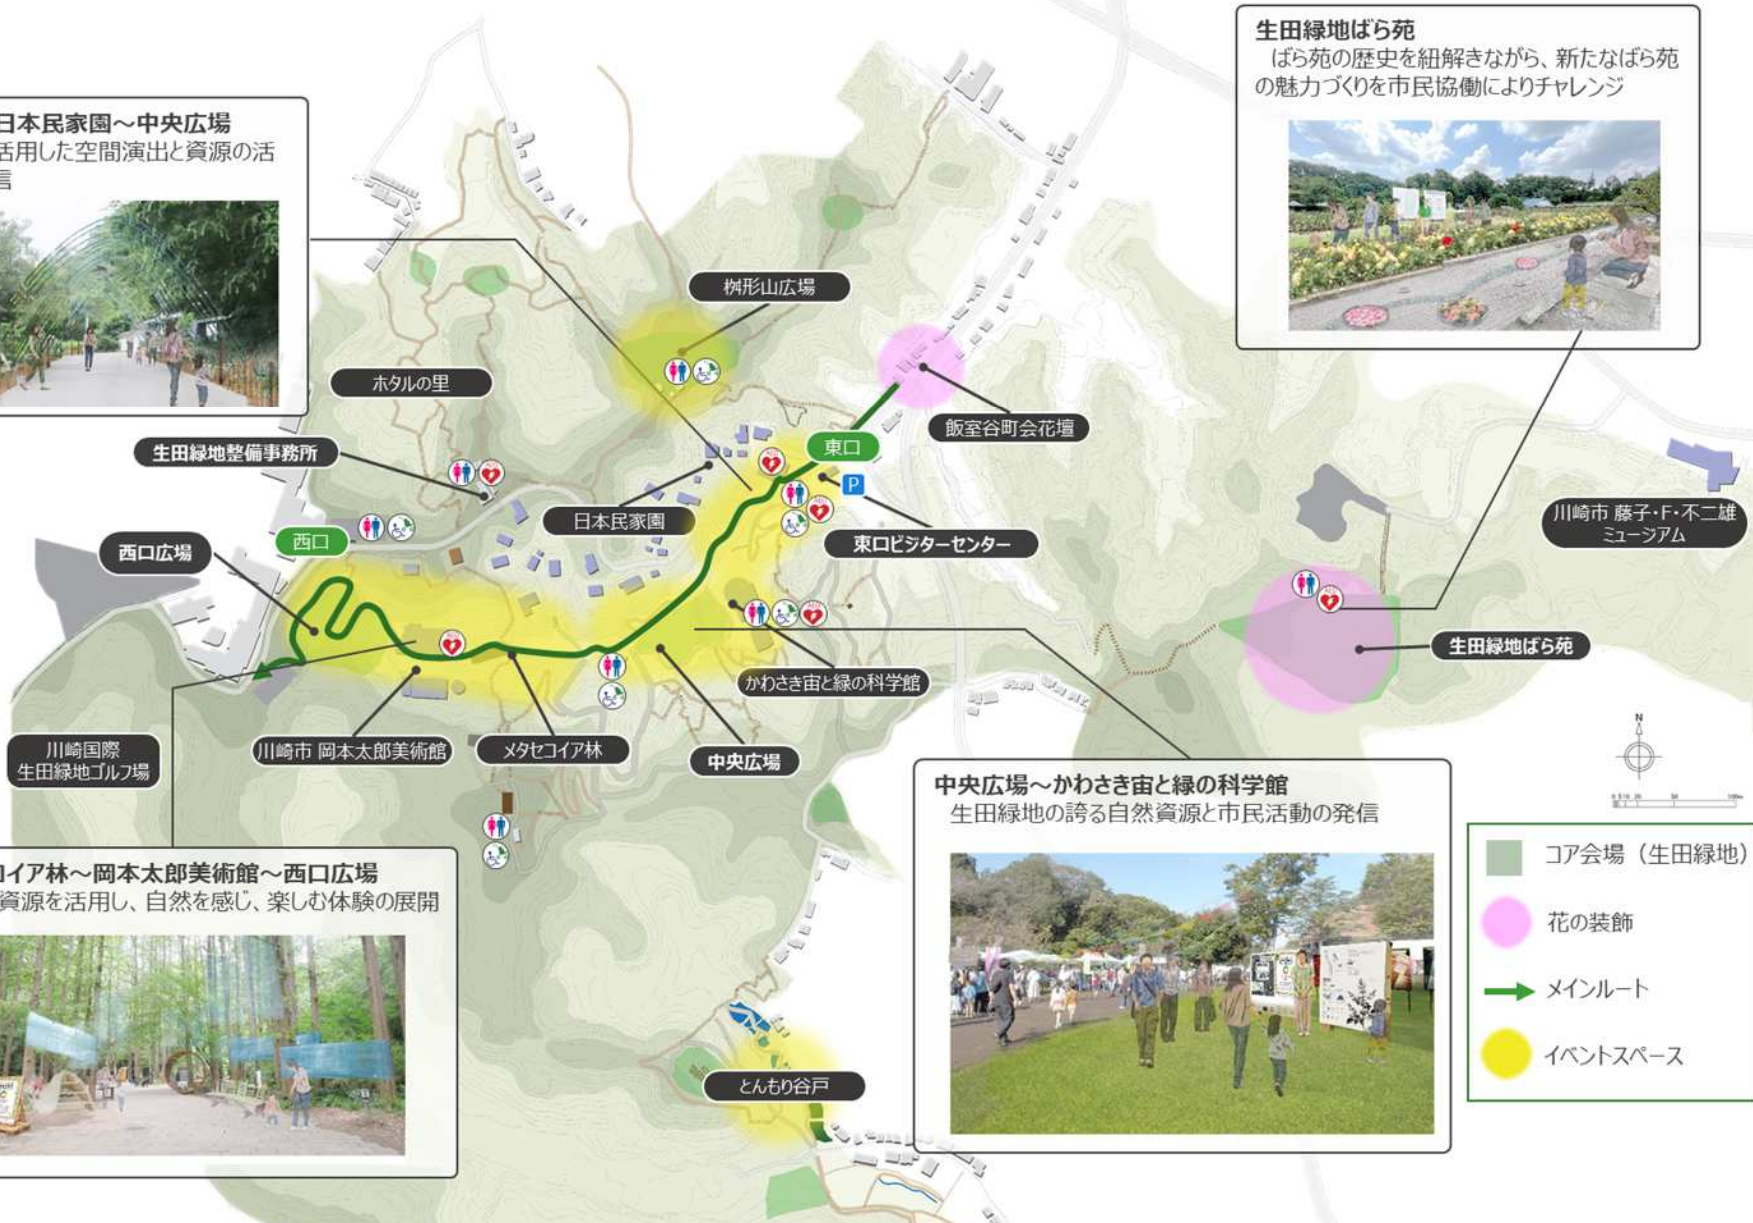 生田緑地ばら苑
ばら苑の歴史を紐解きながら、新たなばら苑
の魅力づくりを市民協働によりチャレンジ
日本民家園～中央広場
活用した空間演出と資源の活
信
桝形山広場
ホタルの里
飯室谷町会花壇
生田緑地整備事務所
東口
P
日本民家園
川崎市 藤子・F・不二雄
ミュージアム
西口
東口ビジターセンター
西口広場
生田緑地ばら苑
かわさき宙と緑の科学館
川崎国際
生田緑地ゴルフ場
川崎市 岡本太郎美術館
メタセコイア林
中央広場
N
中央広場～かわさき宙と緑の科学館
生田緑地の誇る自然資源と市民活動の発信
コイア林～岡本太郎美術館～西口広場
資源を活用し、自然を感じ、楽しむ体験の展開
コア会場（生田緑地）
花の装飾
メインルート
イベントスペース
とんもり谷戸